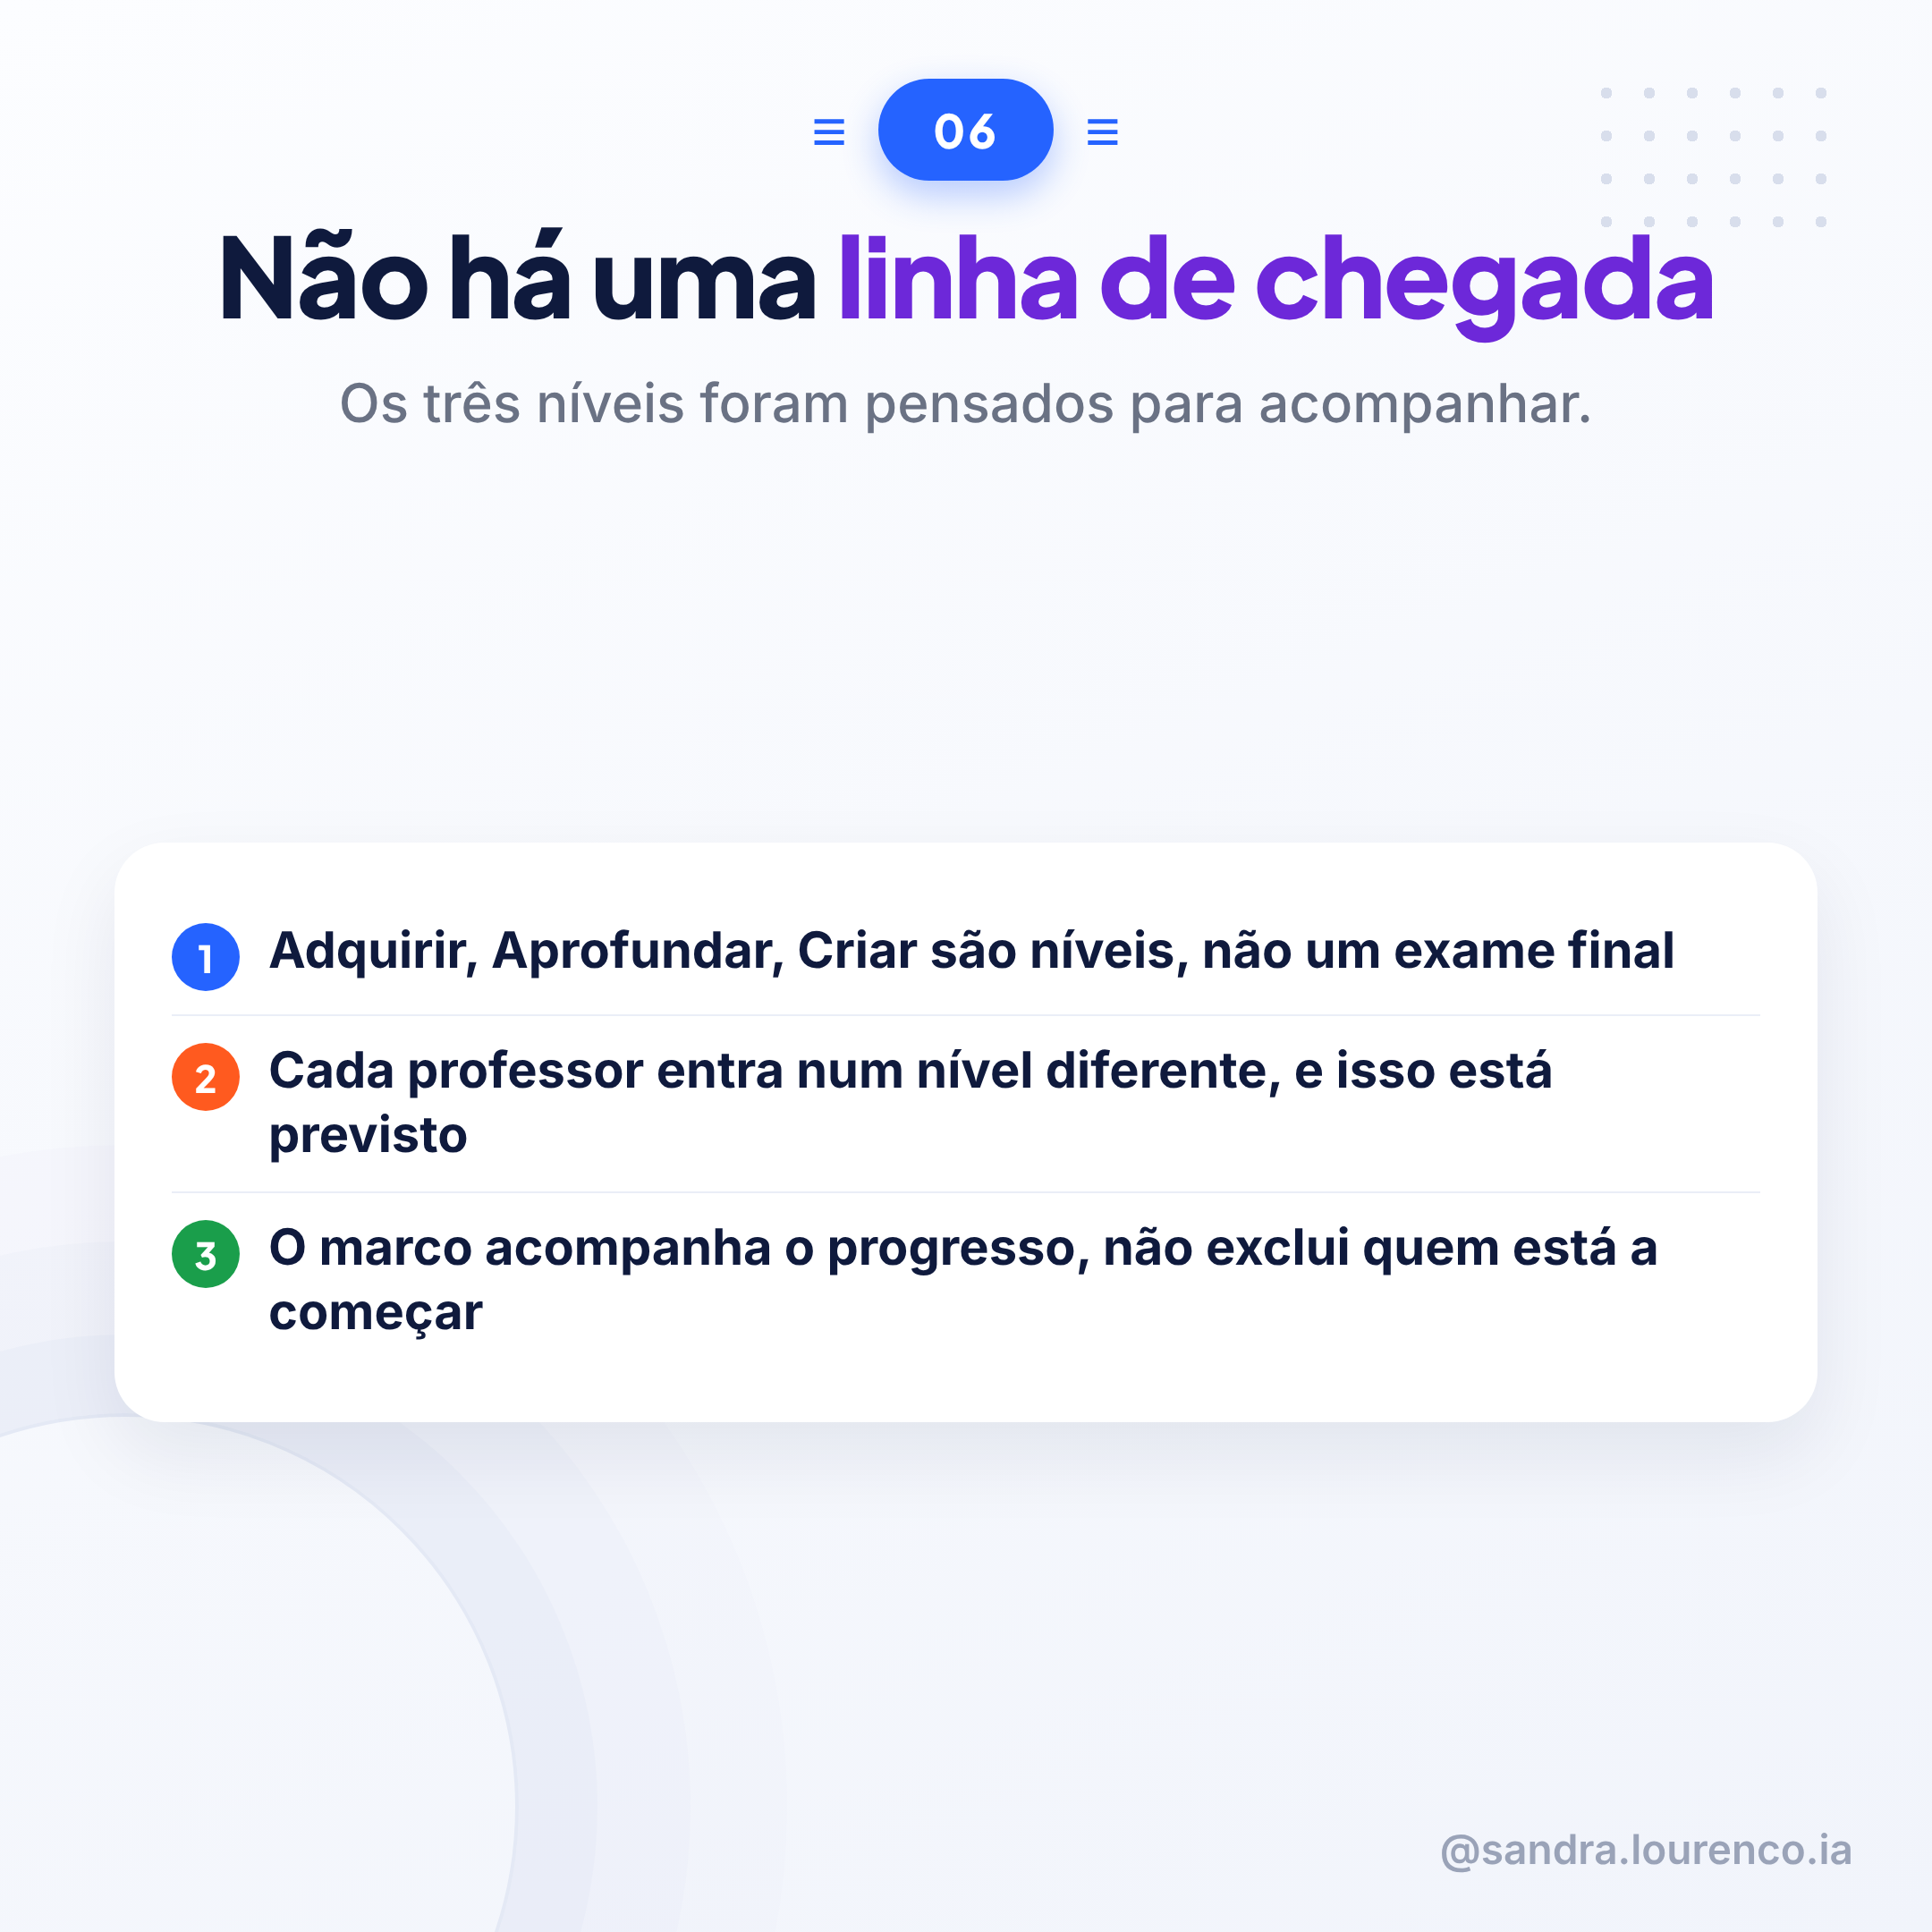 06
Não há uma linha de chegada
Os três níveis foram pensados para acompanhar.
1 Adquirir, Aprofundar, Criar são níveis, não um exame final
2 Cada professor entra num nível diferente, e isso está
previsto
3 O marco acompanha o progresso, não exclui quem está a
começar
@sandra.lourenco.ia